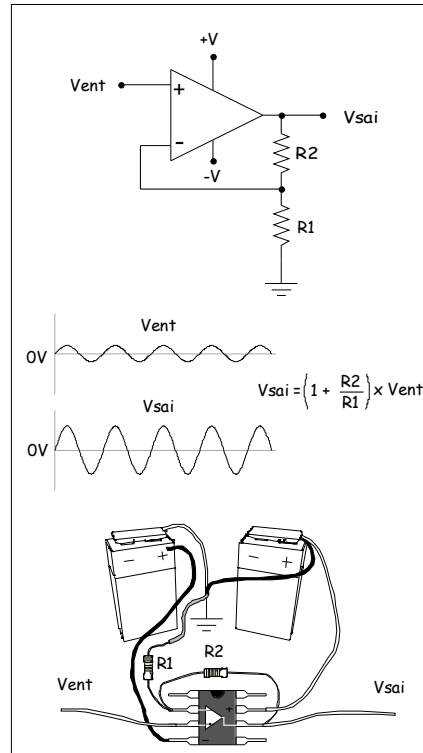 +V
Vent
+
Vsai
-
R2
-V
R1
Vent
0V
Vsai = (1 + R2/R1) x Vent
Vsai
0V
- +
- +
R1
R2
Vent
Vsai
+
-